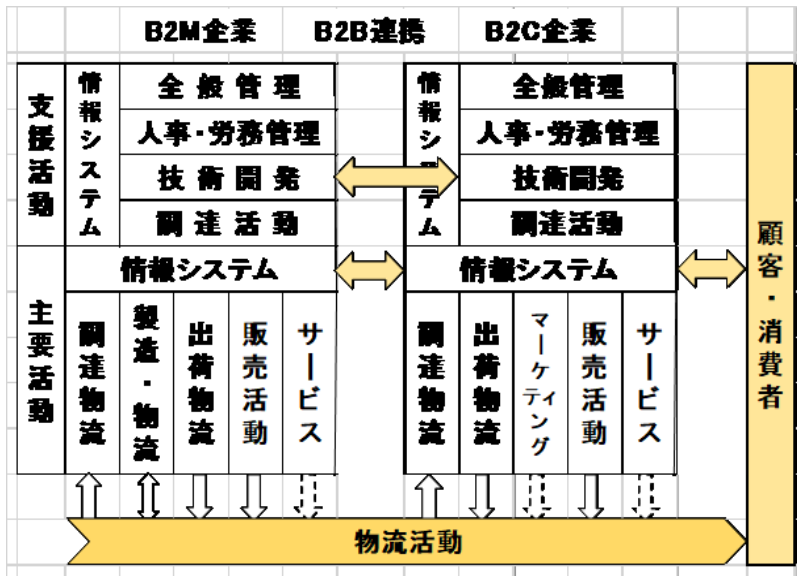 B2M企業
B2B連携
B2C企業
支援活動
情報システム
全般管理
人事・労務管理
技術開発
調達活動
情報システム
全般管理
人事・労務管理
技術開発
調達活動
主要活動
情報システム
調達物流
製造・物流
出荷物流
販売活動
サービス
情報システム
調達物流
出荷物流
マーケティング
販売活動
サービス
顧客・消費者
物流活動